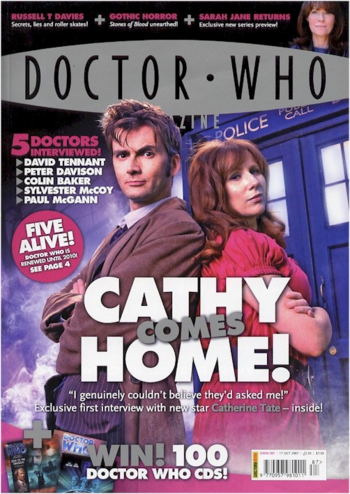 RUSSELL T DAVIES + GOTHIC HORROR + SARAH JANE RETURNS
Secrets, lies and roller skates! Stones of Blood unearthed! Exclusive new series preview!
DOCTOR · WHO
ZINE
POLICE
5 DOCTORS
INTERVIEWED!
DAVID TENNANT
PETER DAVISON
COLIN BAKER
SYLVESTER McCOY
PAUL McGANN
FIVE
ALIVE!
DOCTOR WHO IS
RENEWED UNTIL 2010!
SEE PAGE 4
CATHY
COMES
HOME!
"I genuinely couldn't believe they'd asked me!"
Exclusive first interview with new star Catherine Tate – inside!
+
WIN! 100
DOCTOR WHO CDs!